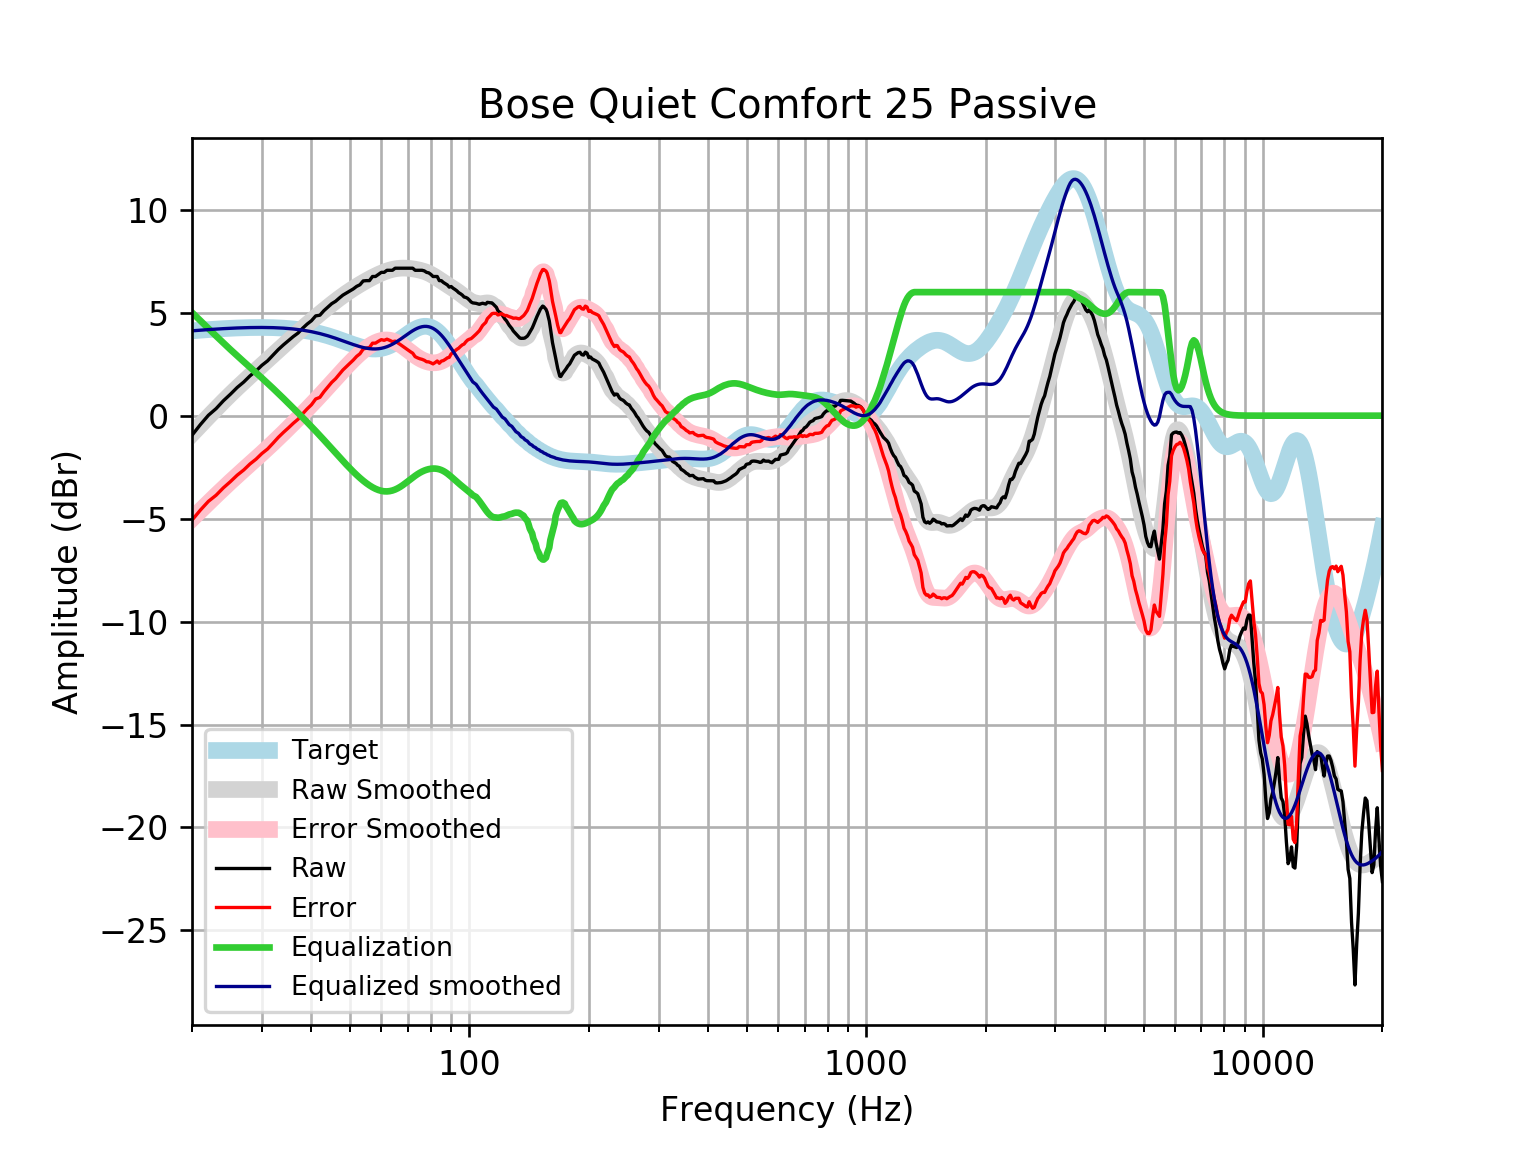 Bose Quiet Comfort 25 Passive
Amplitude (dBr)
10
5
0
−5
−10
−15
−20
−25
Target
Raw Smoothed
Error Smoothed
Raw
Error
Equalization
Equalized smoothed
100
1000
10000
Frequency (Hz)